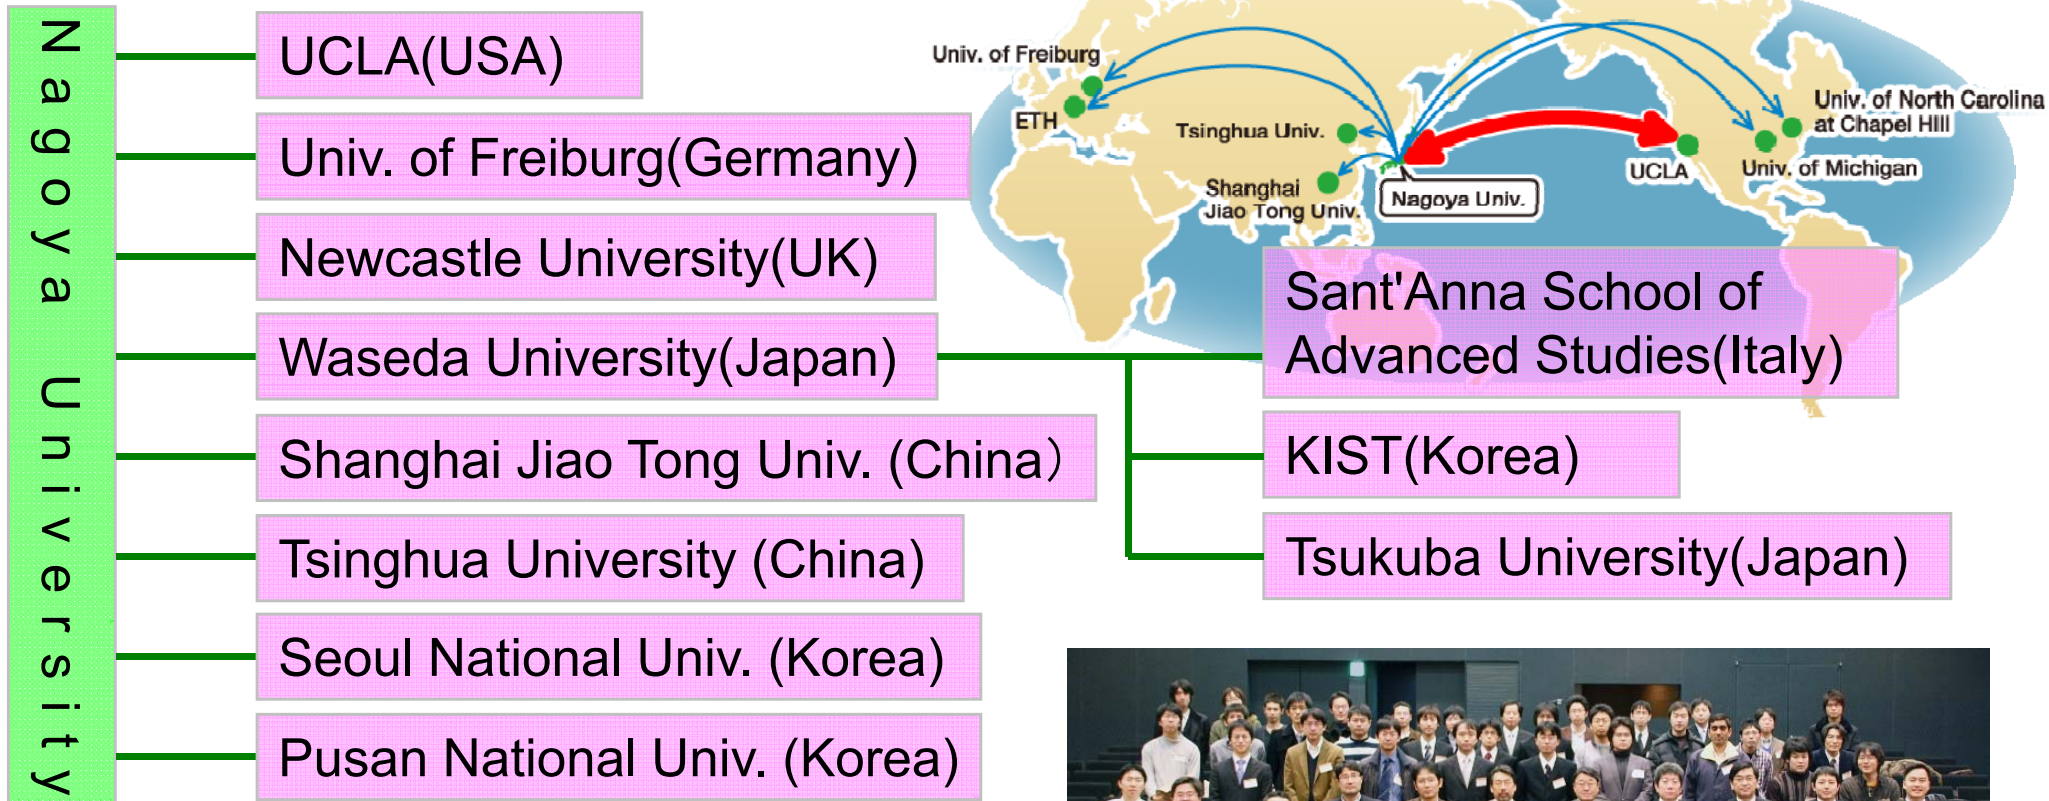 Nagoya University
UCLA(USA)
Univ. of Freiburg(Germany)
Newcastle University(UK)
Waseda University(Japan)
Shanghai Jiao Tong Univ. (China）
Tsinghua University (China)
Seoul National Univ. (Korea)
Pusan National Univ. (Korea)
Sant'Anna School of
Advanced Studies(Italy)
KIST(Korea)
Tsukuba University(Japan)
Univ. of Freiburg
ETH
Tsinghua Univ.
Shanghai
Jiao Tong Univ.
Nagoya Univ.
UCLA
Univ. of North Carolina
at Chapel HIll
Univ. of Michigan